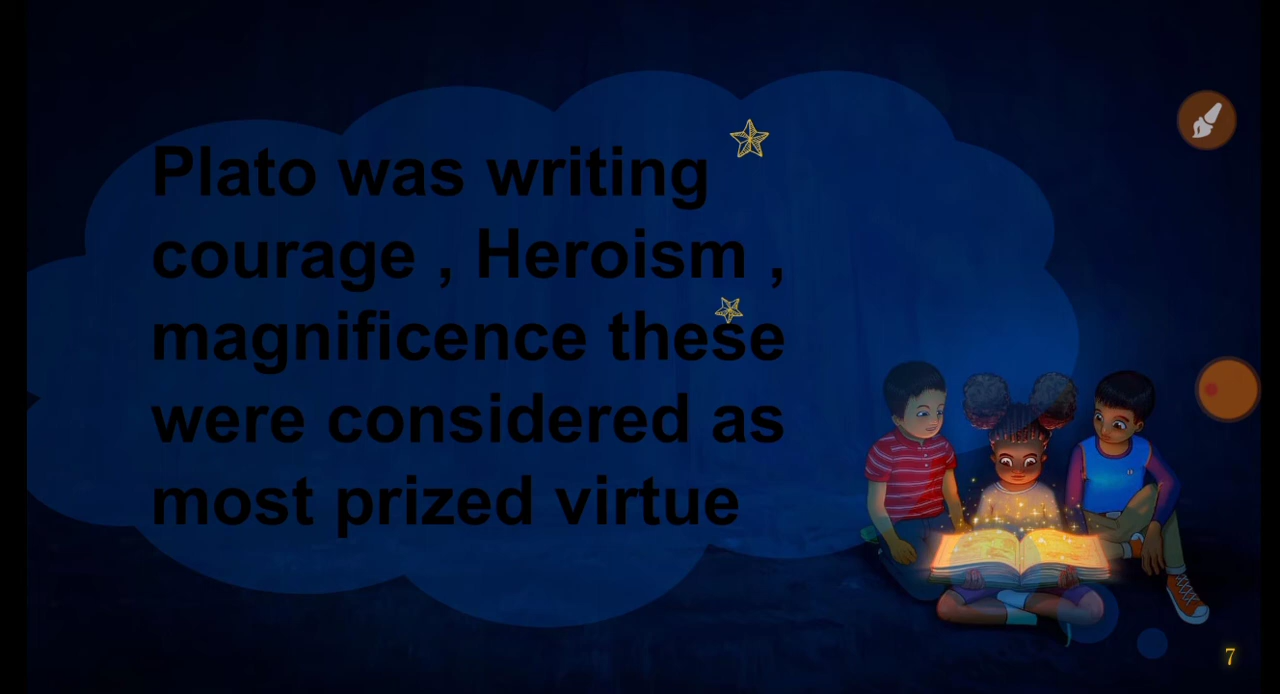 Plato was writing
courage , Heroism ,
magnificence these
were considered as
most prized virtue
7